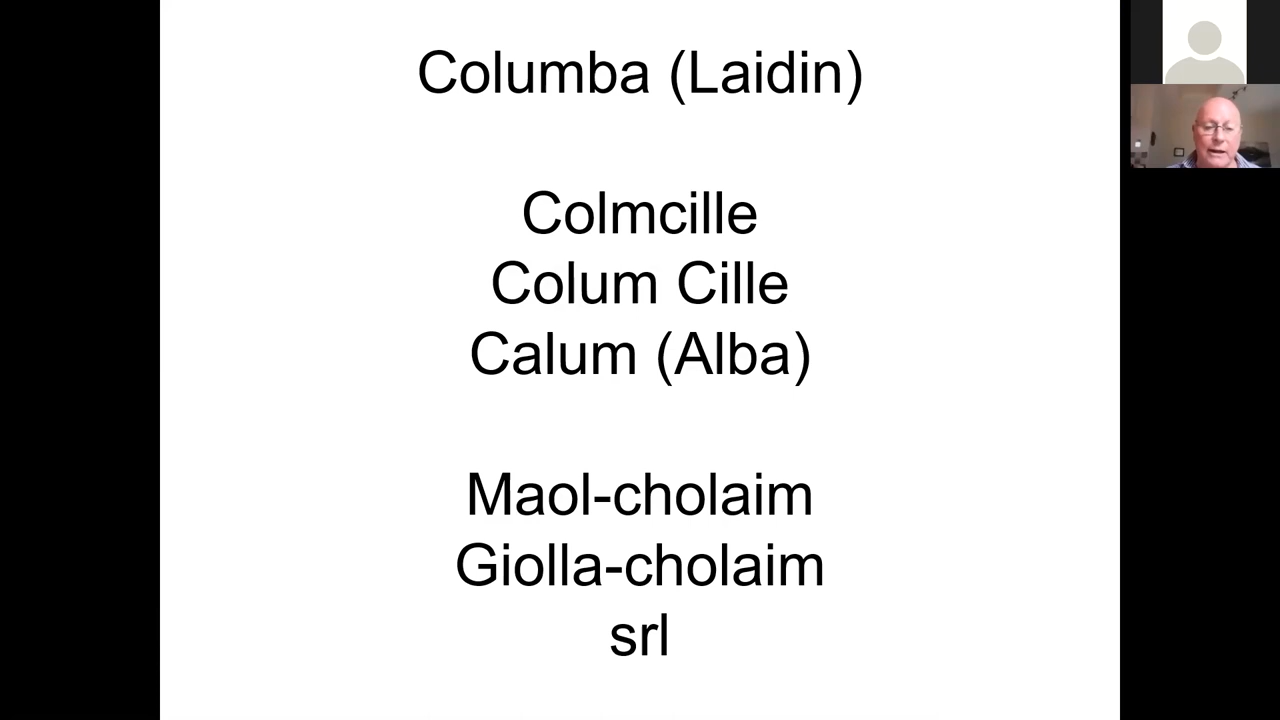 Columba (Laidin)
Colmcille
Colum Cille
Calum (Alba)
Maol-cholaim
Giolla-cholaim
srl